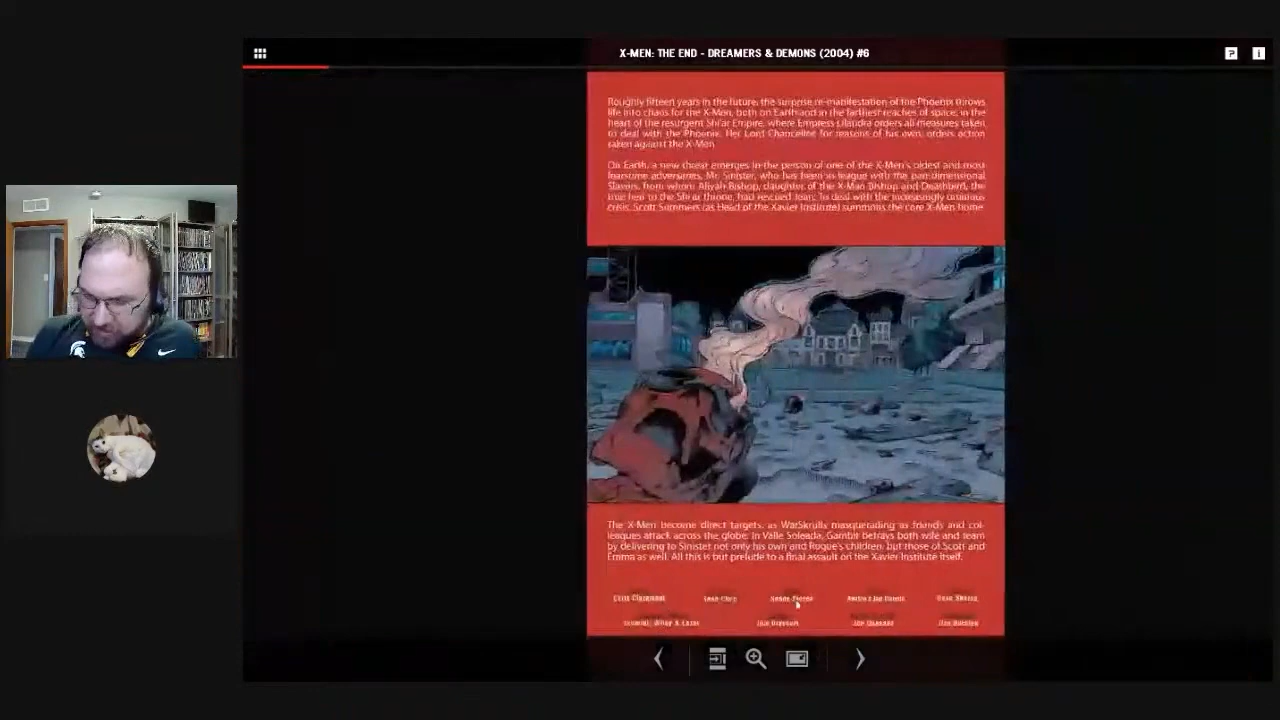 X-MEN: THE END - DREAMERS & DEMONS (2004) #6
Roughly fifteen years in the future, the surprise re-manifestation of the Phoenix throws
life into chaos for the X-Men, both on Earth and in the farthest reaches of space, in the
heart of the resurgent Shi'ar Empire, where Empress Lilandra orders all measures taken
to deal with the Phoenix. Her Lord Chancellor, for reasons of his own, orders action
taken against the X-Men.
On Earth, a new threat emerges in the person of one of the X-Men's oldest and most
fearsome adversaries, Mr. Sinister, who has been in league with the pan-dimensional
Slavers, from whom Aliyah Bishop, daughter of the X-Man Bishop and Deathbird, the
true heir to the Shi'ar throne, had rescued To deal with the increasingly
crisis, Scott Summers (as Head of the Xavier Institute) summons the core X-Men home.
The X-Men become direct targets, as WarSkrulls masquerading as friends and col-
leagues attack across the globe. In Valle Soleada, Gambit betrays both wife and team
by delivering to Sinister not only his own and Rogue's children, but those of Scott and
Emma as well. All this is but prelude to a final assault on the Xavier Institute itself.
Chris Claremont Sean Chen